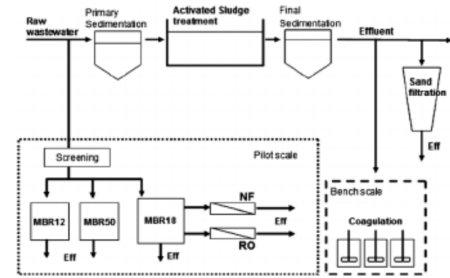 Raw
wastewater
Primary
Sedimentation
Activated Sludge
treatment
Final
Sedimentation
Effluent
Sand
filtration
Eff
Screening
Pilot scale
MBR12
MBR50
MBR18
NF
Eff
RO
Eff
Eff
Bench scale
Coagulation